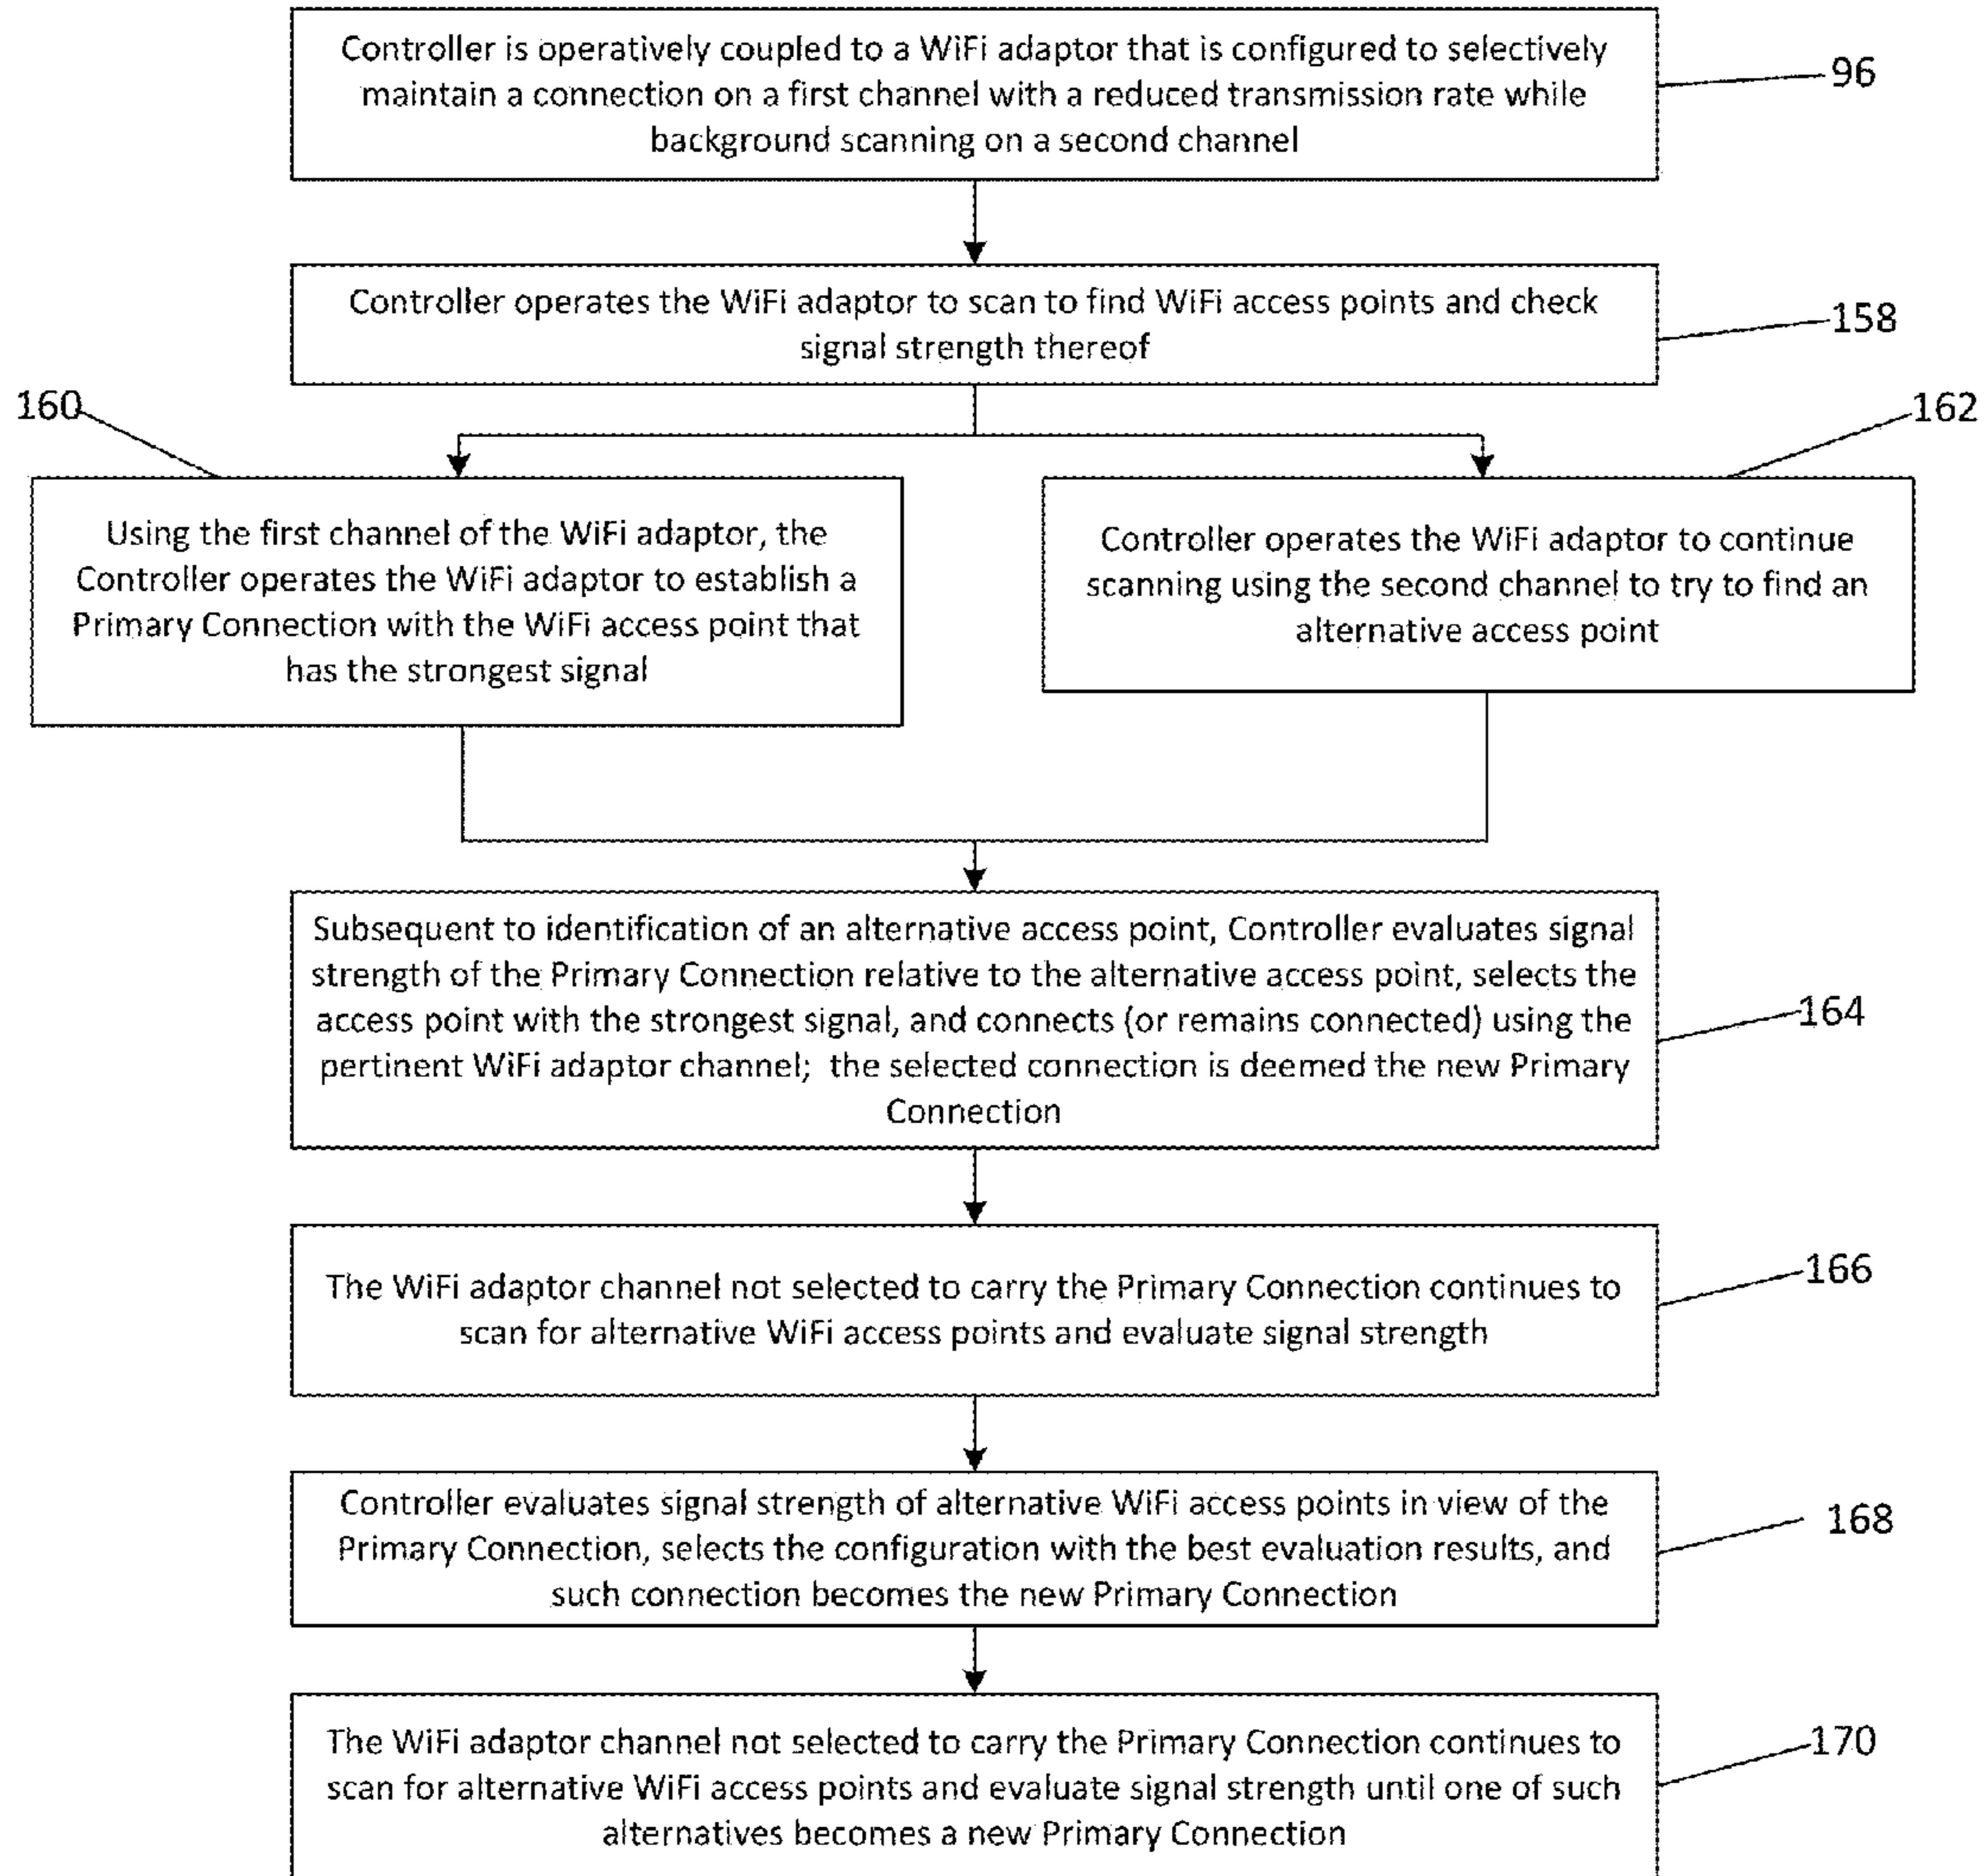 Controller is operatively coupled to a WiFi adaptor that is configured to selectively
maintain a connection on a first channel with a reduced transmission rate while
background scanning on a second channel
96
Controller operates the WiFi adaptor to scan to find WiFi access points and check
signal strength thereof
158
160
162
Using the first channel of the WiFi adaptor, the
Controller operates the WiFi adaptor to establish a
Primary Connection with the WiFi access point that
has the strongest signal
Controller operates the WiFi adaptor to continue
scanning using the second channel to try to find an
alternative access point
Subsequent to identification of an alternative access point, Controller evaluates signal
strength of the Primary Connection relative to the alternative access point, selects the
access point with the strongest signal, and connects (or remains connected) using the
pertinent WiFi adaptor channel; the selected connection is deemed the new Primary
Connection
164
The WiFi adaptor channel not selected to carry the Primary Connection continues to
scan for alternative WiFi access points and evaluate signal strength
166
Controller evaluates signal strength of alternative WiFi access points in view of the
Primary Connection, selects the configuration with the best evaluation results, and
such connection becomes the new Primary Connection
168
The WiFi adaptor channel not selected to carry the Primary Connection continues to
scan for alternative WiFi access points and evaluate signal strength until one of such
alternatives becomes a new Primary Connection
170